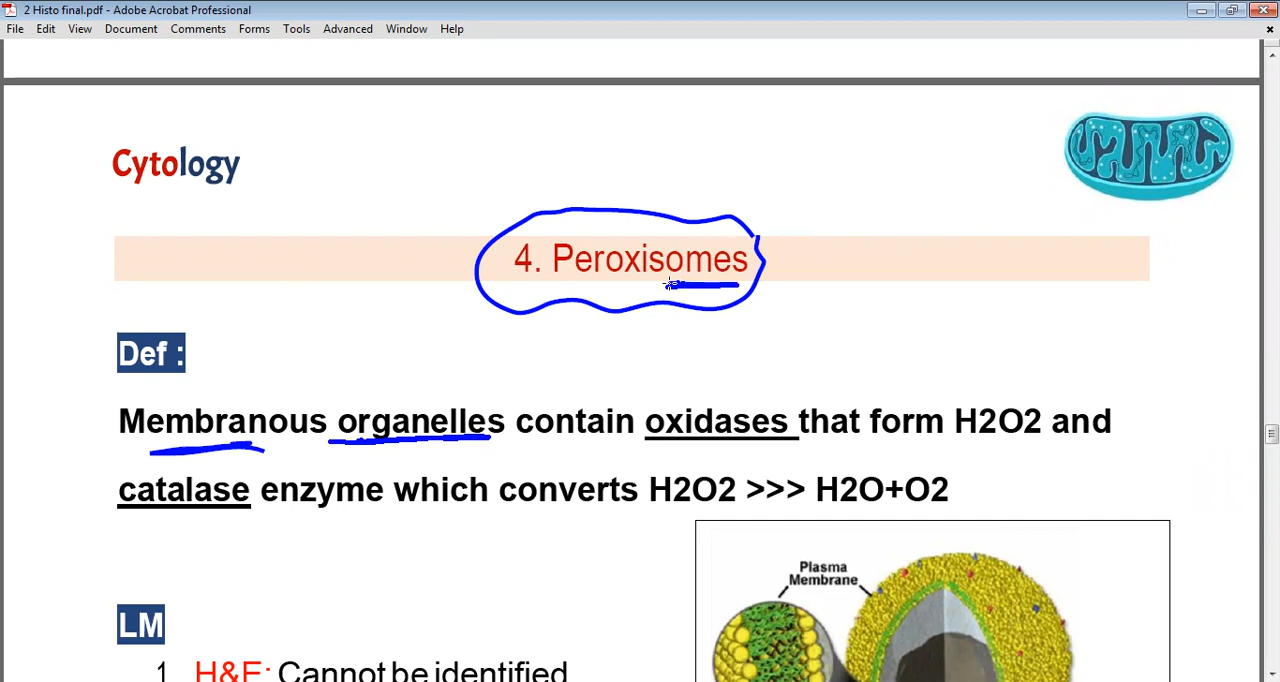 2 Histo final.pdf - Adobe Acrobat Professional
File Edit View Document Comments Forms Tools Advanced Window Help
Cytology
4. Peroxisomes
Def :
Membranous organelles contain oxidases that form H2O2 and
catalase enzyme which converts H2O2 >>> H2O+O2
Plasma
Membrane
LM
1 H&E: Cannot be identified